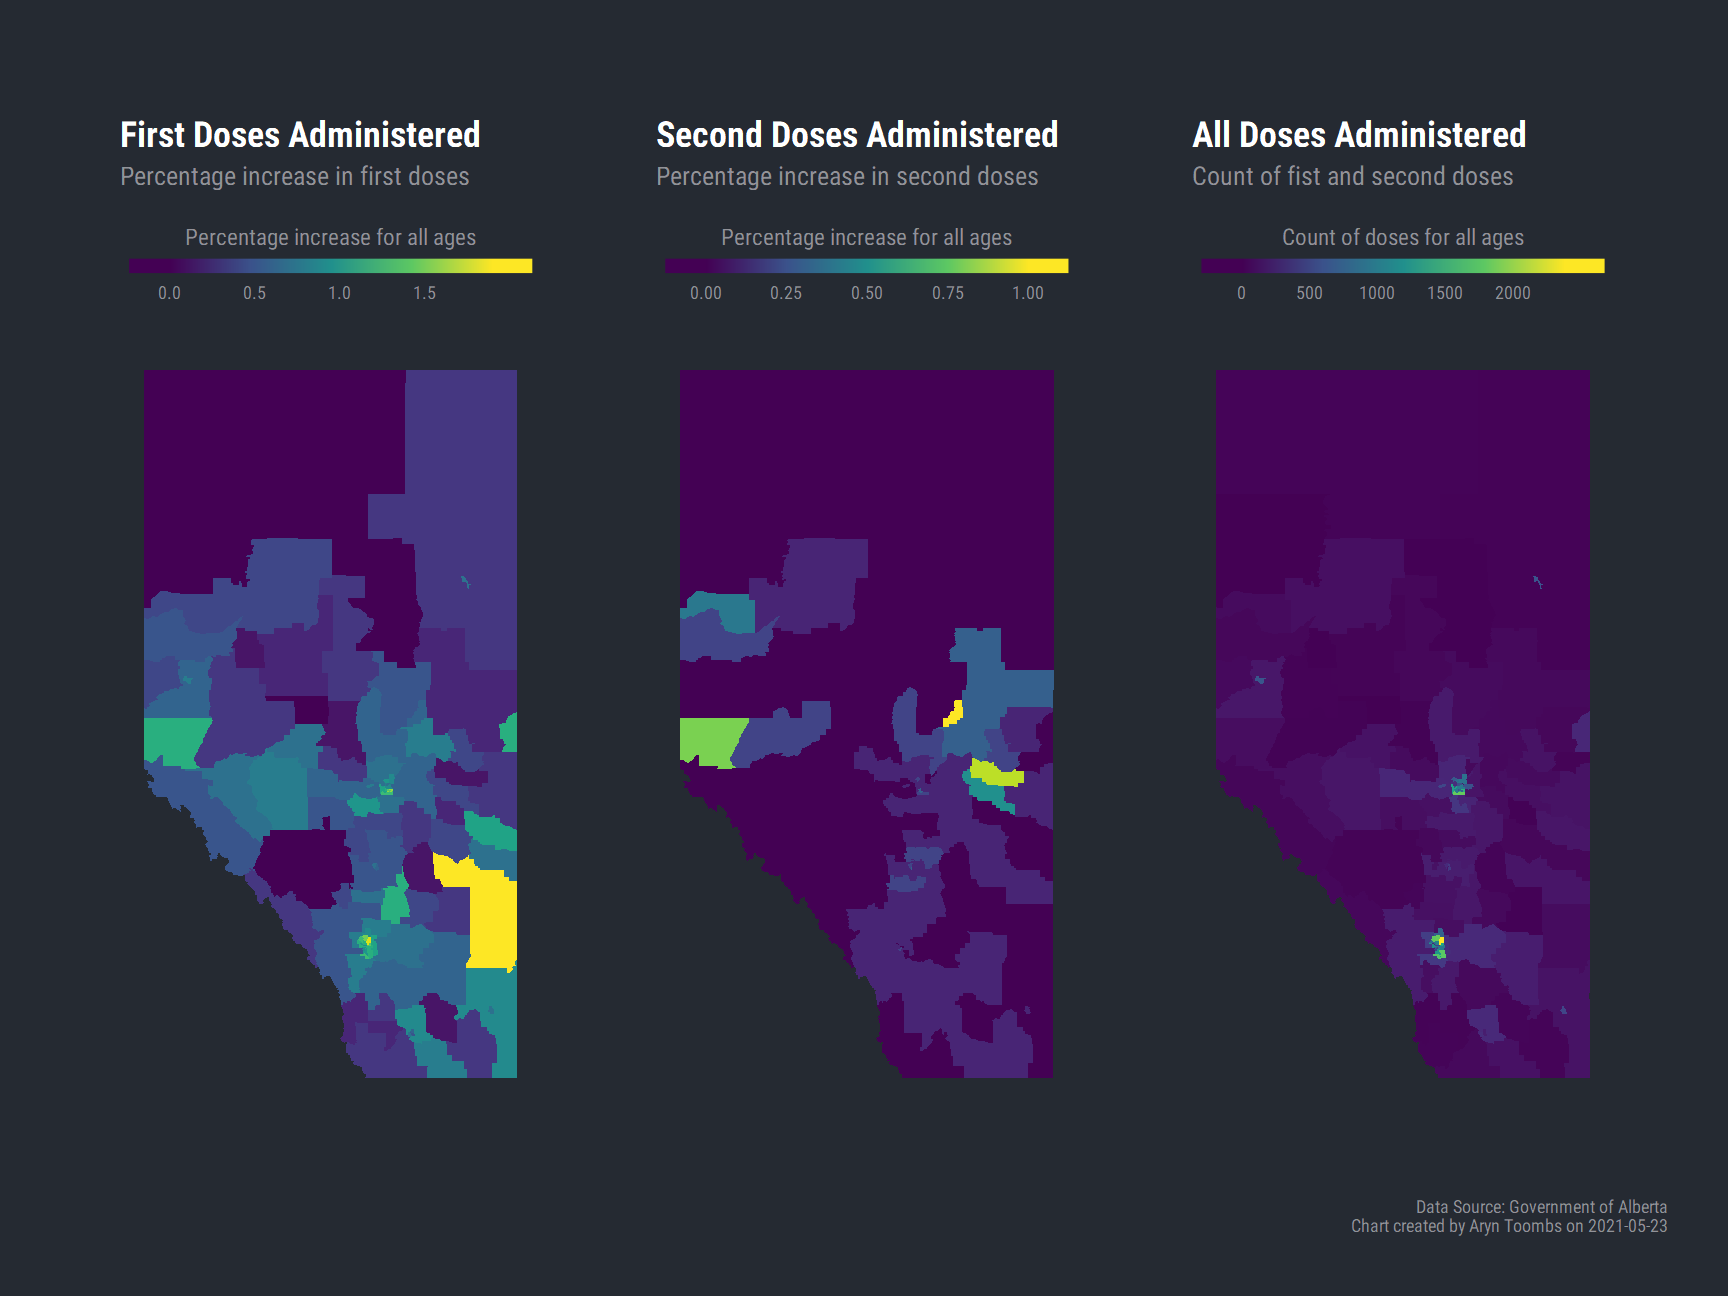 First Doses Administered
Percentage increase in first doses
Percentage increase for all ages
0.0 0.5 1.0 1.5
Second Doses Administered
Percentage increase in second doses
Percentage increase for all ages
0.00 0.25 0.50 0.75 1.00
All Doses Administered
Count of fist and second doses
Count of doses for all ages
0 500 1000 1500 2000
Data Source: Government of Alberta
Chart created by Aryn Toombs on 2021-05-23